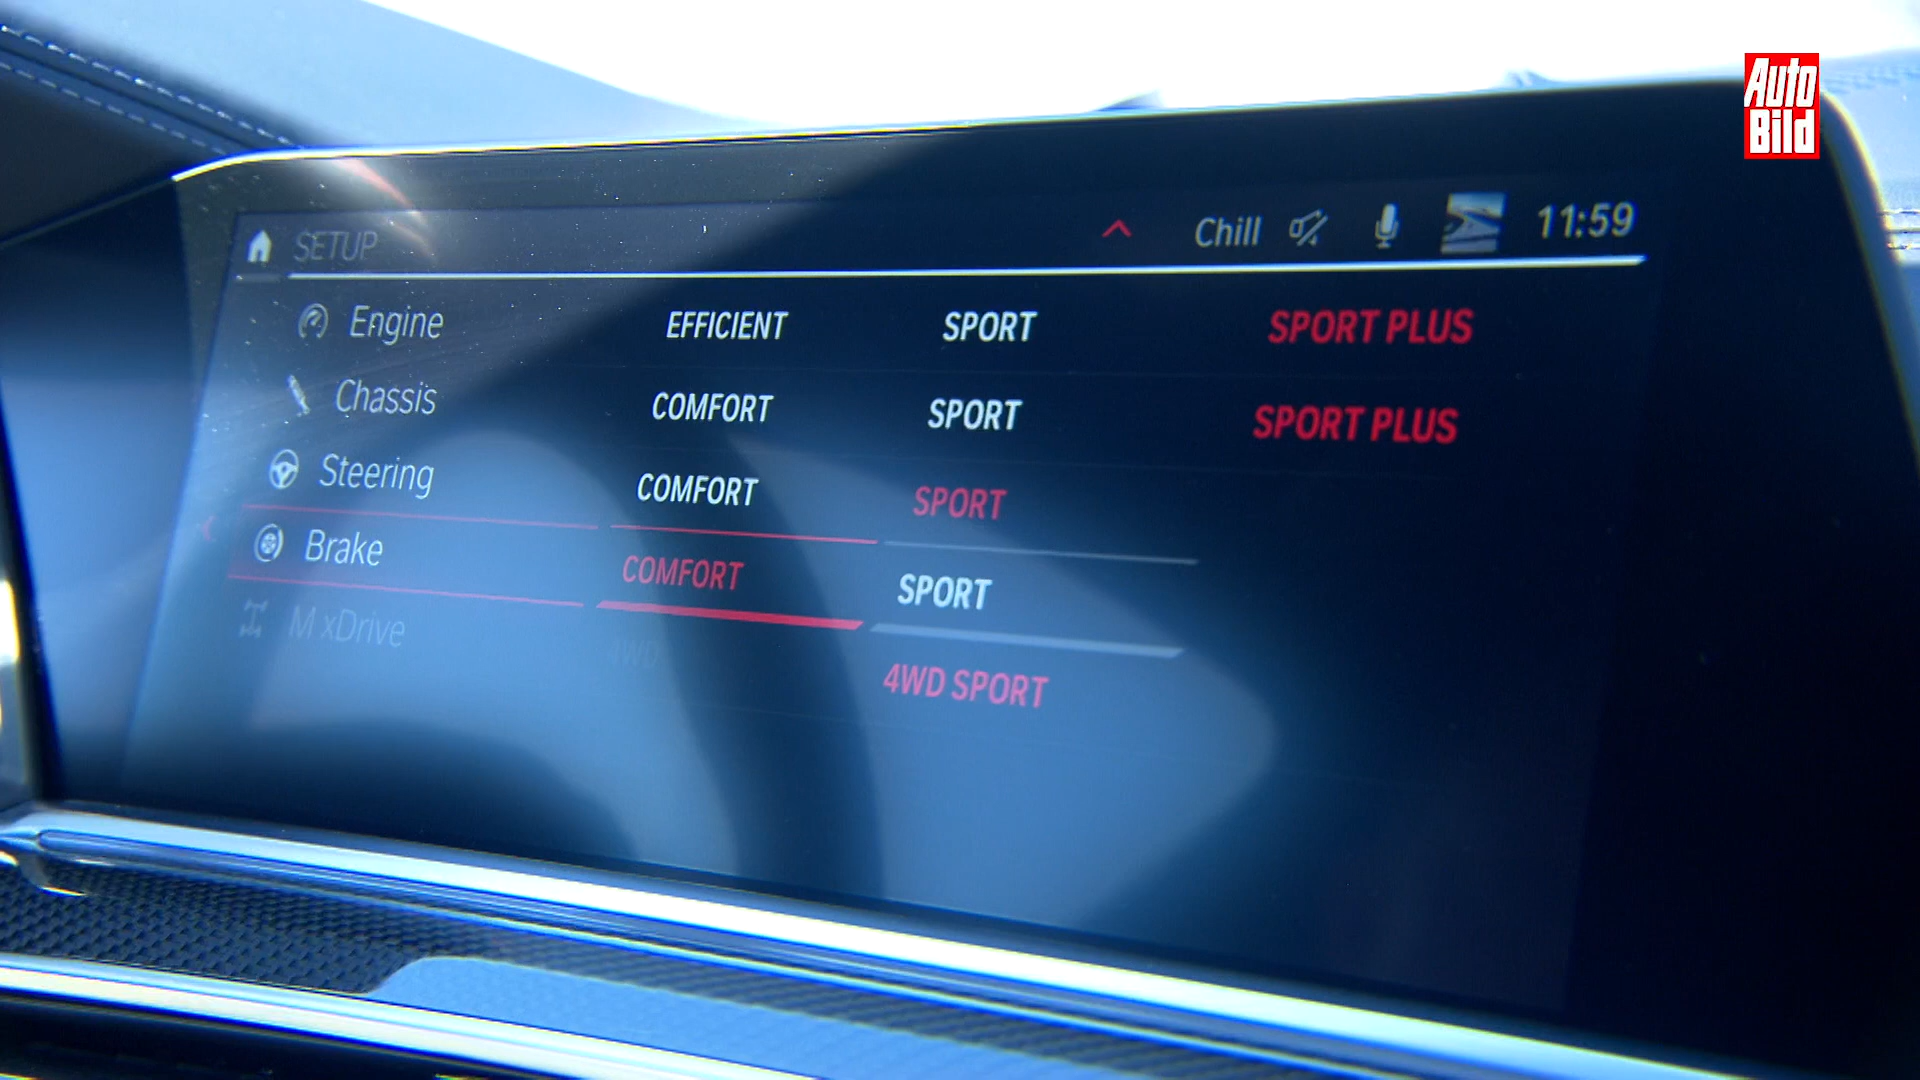 Auto
Bild
SETUP Chill 11:59
Engine EFFICIENT SPORT SPORT PLUS
Chassis COMFORT SPORT SPORT PLUS
Steering COMFORT SPORT
Brake COMFORT SPORT
M xDrive 4WD 4WD SPORT